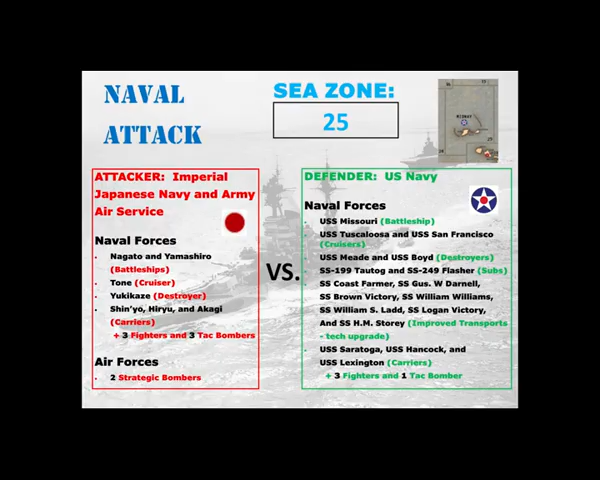 NAVAL
ATTACK
SEA ZONE:
25
MIDWAY
ATTACKER: Imperial
Japanese Navy and Army
Air Service
Naval Forces
Nagato and Yamashiro
(Battleships)
Tone (Cruiser)
Yukikaze (Destroyer)
Shin'yo, Hiryu, and Akagi
(Carriers)
+ 3 Fighters and 3 Tac Bombers
Air Forces
2 Strategic Bombers
VS.
DEFENDER: US Navy
Naval Forces
USS Missouri (Battleship)
USS Tuscaloosa and USS San Francisco
(Cruisers)
USS Meade and USS Boyd (Destroyers)
SS-199 Tautog and SS-249 Flasher (Subs)
SS Coast Farmer, SS Gus. W Darnell,
SS Brown Victory, SS William Williams,
SS William S. Ladd, SS Logan Victory,
And SS H.M. Storey (Improved Transports
- tech upgrade)
USS Saratoga, USS Hancock, and
USS Lexington (Carriers)
+ 3 Fighters and 1 Tac Bomber